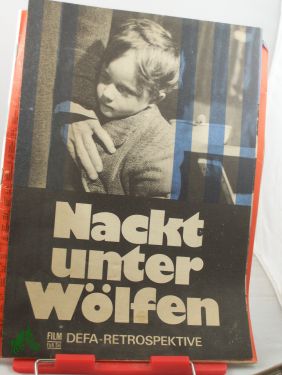 Nackt
unter
Wölfen
FILM
DEFA-RETROSPEKTIVE